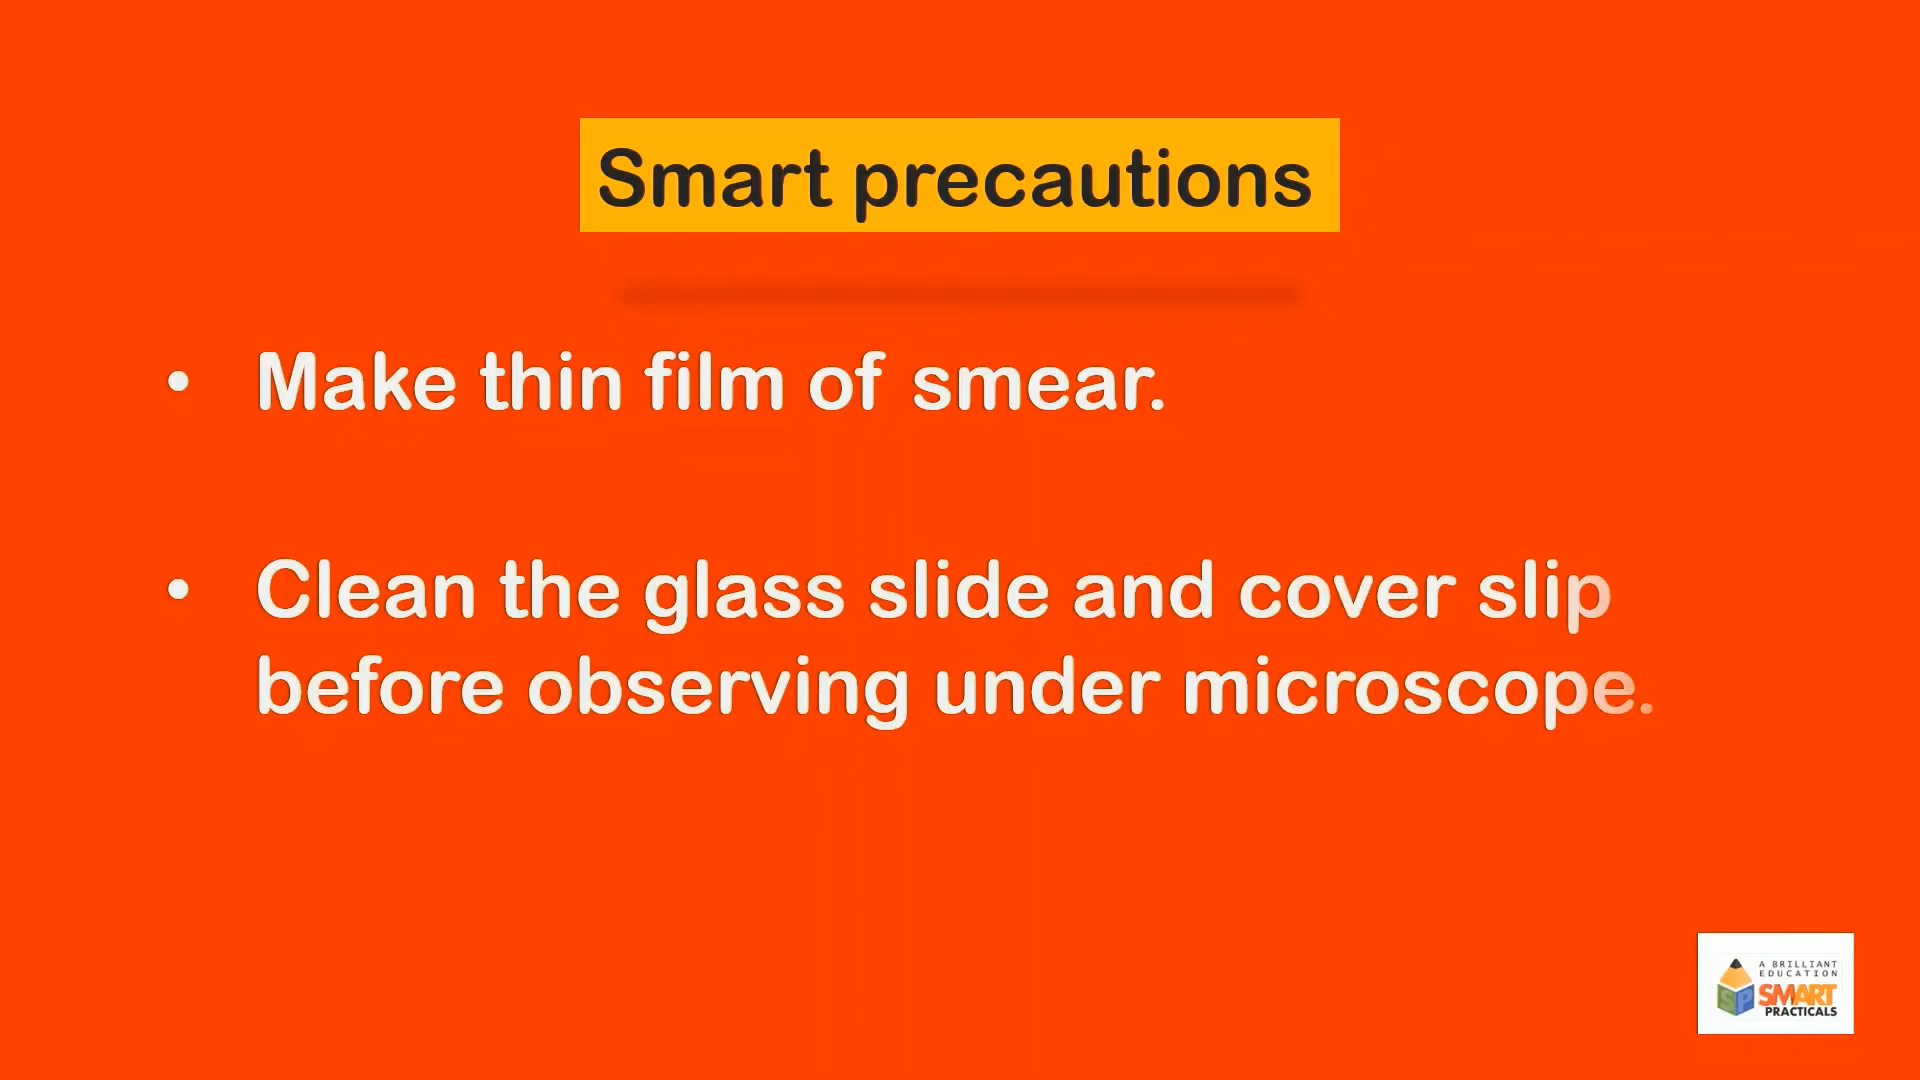 Smart precautions
• Make thin film of smear.
• Clean the glass slide and cover slip
before observing under microscope.
A BRILLIANT
EDUCATION
SP SMART
PRACTICALS